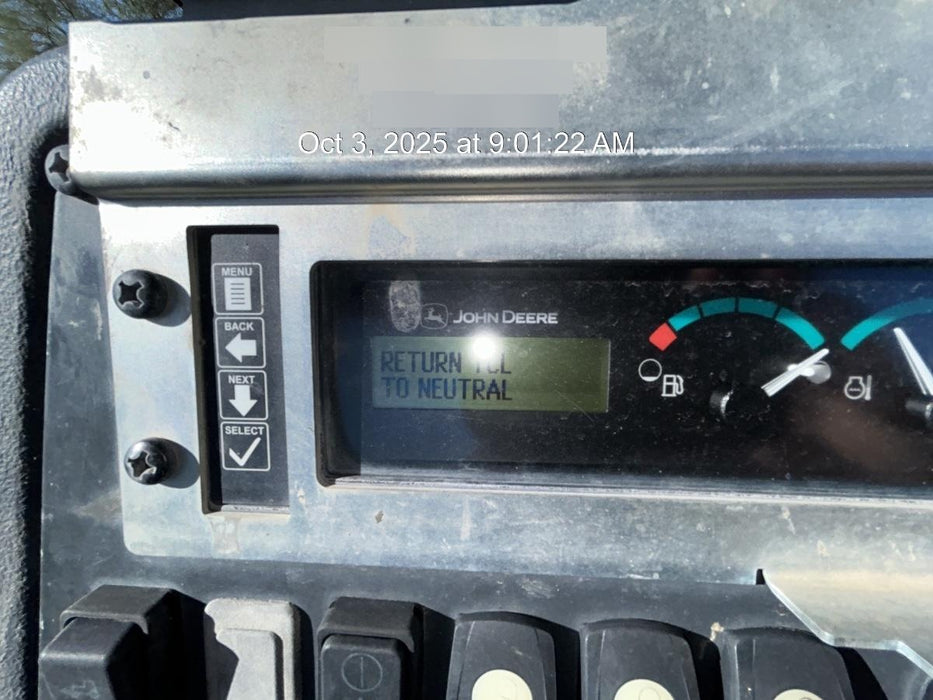 Oct 3, 2025 at 9:01:22 AM
MENU
BACK
NEXT
SELECT
JOHN DEERE
RETURN TCL
TO NEUTRAL